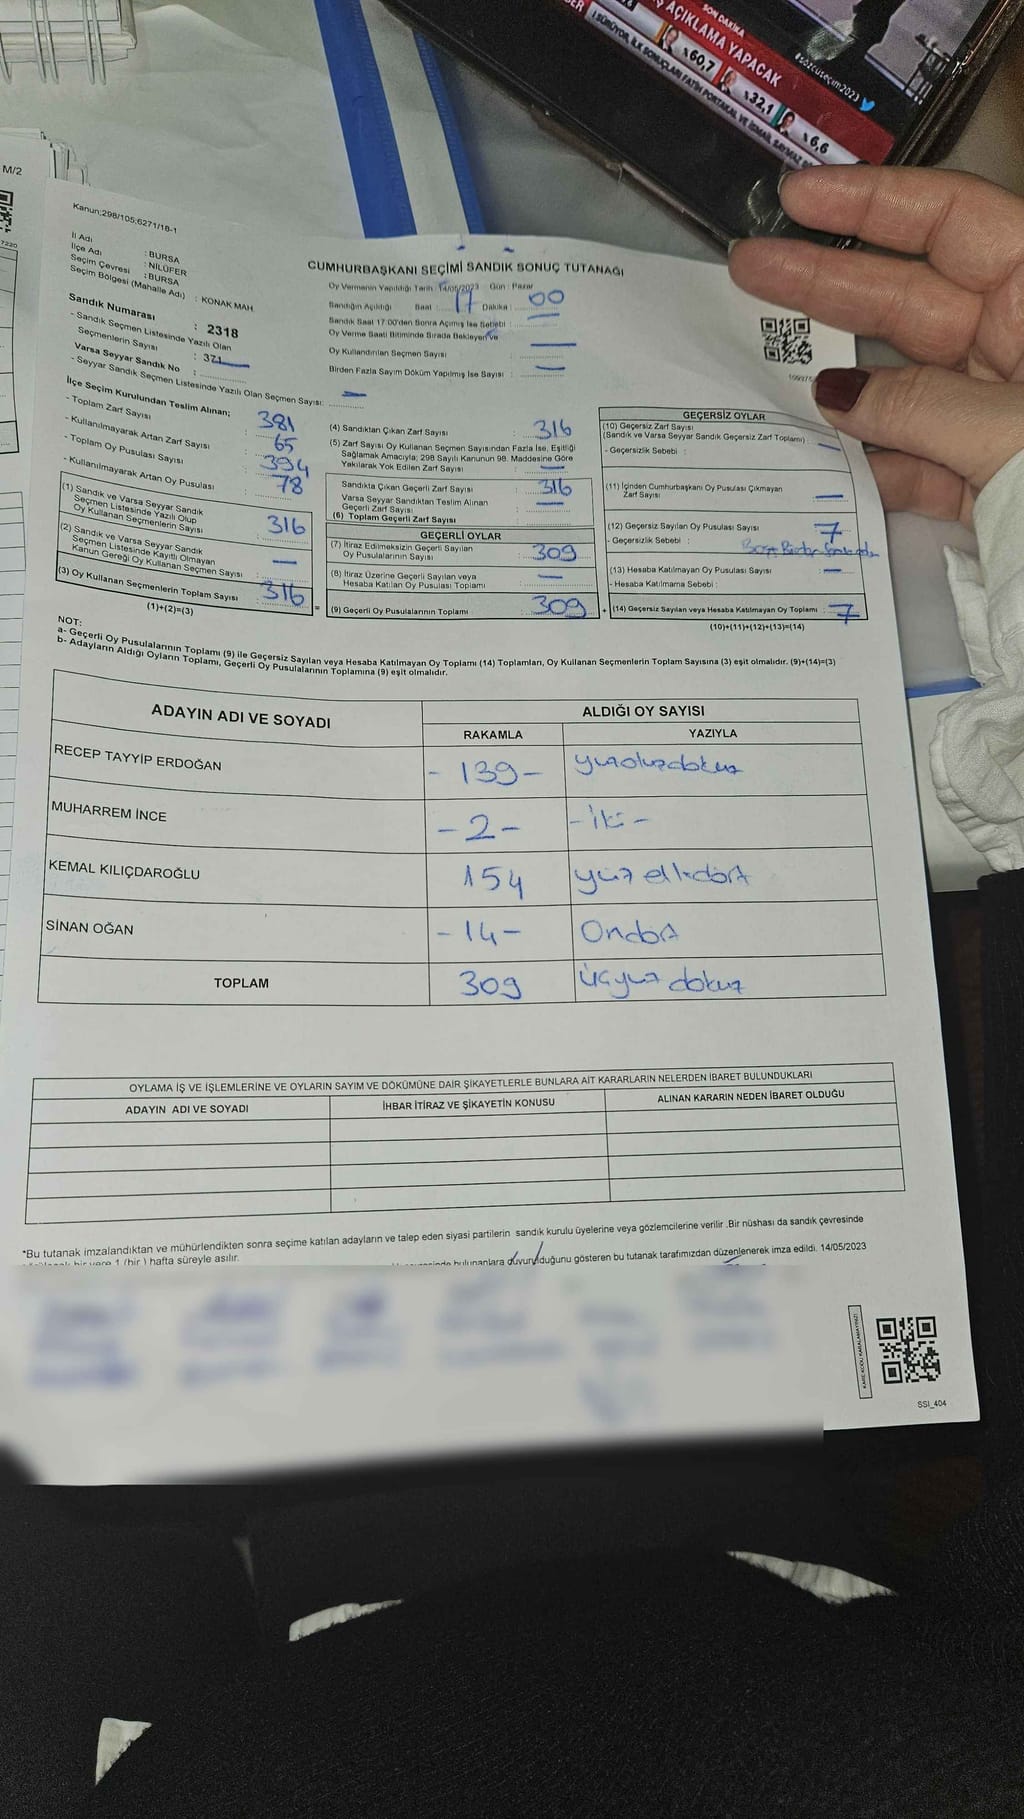 SON DAKİKA
AÇIKLAMA YAPACAK
%60,7
%32,1
%6,6
#sozcusecim2023
M/2
7220
Kanun;298/105;6271/18-1
İl Adı : BURSA
İlçe Adı : NİLÜFER
Seçim Çevresi : BURSA
Seçim Bölgesi (Mahalle Adı) : KONAK MAH.
Sandık Numarası : 2318
- Sandık Seçmen Listesinde Yazılı Olan
Seçmenlerin Sayısı : 371
Varsa Seyyar Sandık No :
- Seyyar Sandık Seçmen Listesinde Yazılı Olan Seçmen Sayısı:
CUMHURBAŞKANI SEÇİMİ SANDIK SONUÇ TUTANAĞI
Oy Vermenin Yapıldığı Tarih :14/05/2023 Gün : Pazar
Sandığın Açıldığı Saat : 17 Dakika : 00
Sandık Saat 17:00'den Sonra Açılmış İse Sebebi :
Oy Verme Saati Bitiminde Sırada Bekleyen ve
Oy Kullandırılan Seçmen Sayısı
Birden Fazla Sayım Döküm Yapılmış İse Sayısı :
İlçe Seçim Kurulundan Teslim Alınan;
- Toplam Zarf Sayısı 381
- Kullanılmayarak Artan Zarf Sayısı 65
- Toplam Oy Pusulası Sayısı 394
- Kullanılmayarak Artan Oy Pusulası 78
(1) Sandık ve Varsa Seyyar Sandık
Seçmen Listesinde Yazılı Olup
Oy Kullanan Seçmenlerin Sayısı 316
(2) Sandık ve Varsa Seyyar Sandık
Seçmen Listesinde Kayıtlı Olmayan
Kanun Gereği Oy Kullanan Seçmen Sayısı
(3) Oy Kullanan Seçmenlerin Toplam Sayısı 316
(1)+(2)=(3)
(4) Sandıktan Çıkan Zarf Sayısı : 316
(5) Zarf Sayısı Oy Kullanan Seçmen Sayısından Fazla İse, Eşitliği
Sağlamak Amacıyla; 298 Sayılı Kanunun 98. Maddesine Göre
Yakılarak Yok Edilen Zarf Sayısı
Sandıkta Çıkan Geçerli Zarf Sayısı : 316
Varsa Seyyar Sandıktan Teslim Alınan
Geçerli Zarf Sayısı
(6) Toplam Geçerli Zarf Sayısı
GEÇERLİ OYLAR
(7) İtiraz Edilmeksizin Geçerli Sayılan
Oy Pusulalarının Sayısı : 309
(8) İtiraz Üzerine Geçerli Sayılan veya
Hesaba Katılan Oy Pusulası Toplamı
(9) Geçerli Oy Pusulalarının Toplamı : 309
GEÇERSİZ OYLAR
(10) Geçersiz Zarf Sayısı
(Sandık ve Varsa Seyyar Sandık Geçersiz Zarf Toplamı) :
- Geçersizlik Sebebi :
(11) İçinden Cumhurbaşkanı Oy Pusulası Çıkmayan
Zarf Sayısı
(12) Geçersiz Sayılan Oy Pusulası Sayısı : 7
- Geçersizlik Sebebi :
(13) Hesaba Katılmayan Oy Pusulası Sayısı :
- Hesaba Katılmama Sebebi :
(14) Geçersiz Sayılan veya Hesaba Katılmayan Oy Toplamı : 7
(10)+(11)+(12)+(13)=(14)
NOT:
a- Geçerli Oy Pusulalarının Toplamı (9) ile Geçersiz Sayılan veya Hesaba Katılmayan Oy Toplamı (14) Toplamları, Oy Kullanan Seçmenlerin Toplam Sayısına (3) eşit olmalıdır. (9)+(14)=(3)
b- Adayların Aldığı Oyların Toplamı, Geçerli Oy Pusulalarının Toplamına (9) eşit olmalıdır.
ADAYIN ADI VE SOYADI ALDIĞI OY SAYISI
RAKAMLA YAZIYLA
RECEP TAYYİP ERDOĞAN - 139 - yuzotuzdokuz
MUHARREM İNCE - 2 - - iki -
KEMAL KILIÇDAROĞLU 154 yüz ellidört
SİNAN OĞAN - 14 - Ondört
TOPLAM 309 Üçyuz dokuz
OYLAMA İŞ VE İŞLEMLERİNE VE OYLARIN SAYIM VE DÖKÜMÜNE DAİR ŞİKAYETLERLE BUNLARA AİT KARARLARIN NELERDEN İBARET BULUNDUKLARI
ADAYIN ADI VE SOYADI İHBAR İTİRAZ VE ŞİKAYETİN KONUSU ALINAN KARARIN NEDEN İBARET OLDUĞU
*Bu tutanak imzalandıktan ve mühürlendikten sonra seçime katılan adayların ve talep eden siyasi partilerin sandık kurulu üyelerine veya gözlemcilerine verilir .Bir nüshası da sandık çevresinde
bir yere 1 (bir ) hafta süreyle asılır.
bulunanlara duyurulduğunu gösteren bu tutanak tarafımızdan düzenlenerek imza edildi. 14/05/2023
KARE KODU KARALAMAYINIZ!
SSI_404